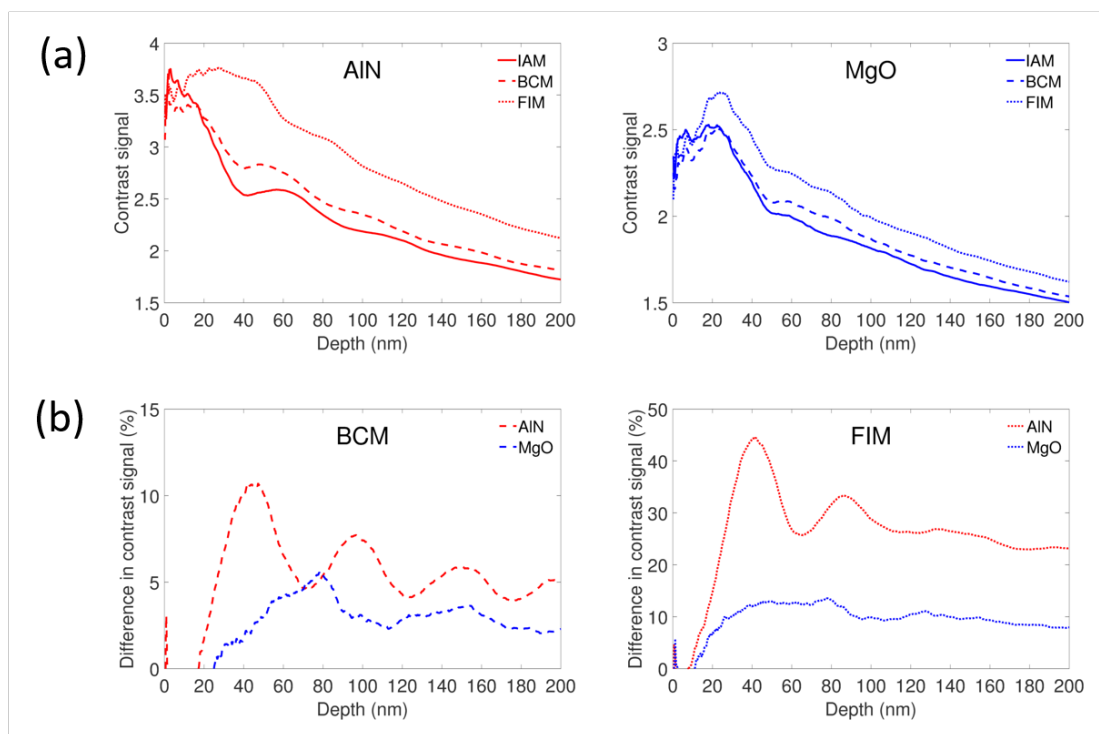 (a)
AlN
IAM
BCM
FIM
4
3.5
3
2.5
2
1.5
Contrast signal
0 20 40 60 80 100 120 140 160 180 200
Depth (nm)
MgO
IAM
BCM
FIM
3
2.5
2
1.5
Contrast signal
0 20 40 60 80 100 120 140 160 180 200
Depth (nm)
(b)
BCM
AlN
MgO
15
10
5
0
Difference in contrast signal (%)
0 20 40 60 80 100 120 140 160 180 200
Depth (nm)
FIM
AlN
MgO
50
40
30
20
10
0
Difference in contrast signal (%)
0 20 40 60 80 100 120 140 160 180 200
Depth (nm)